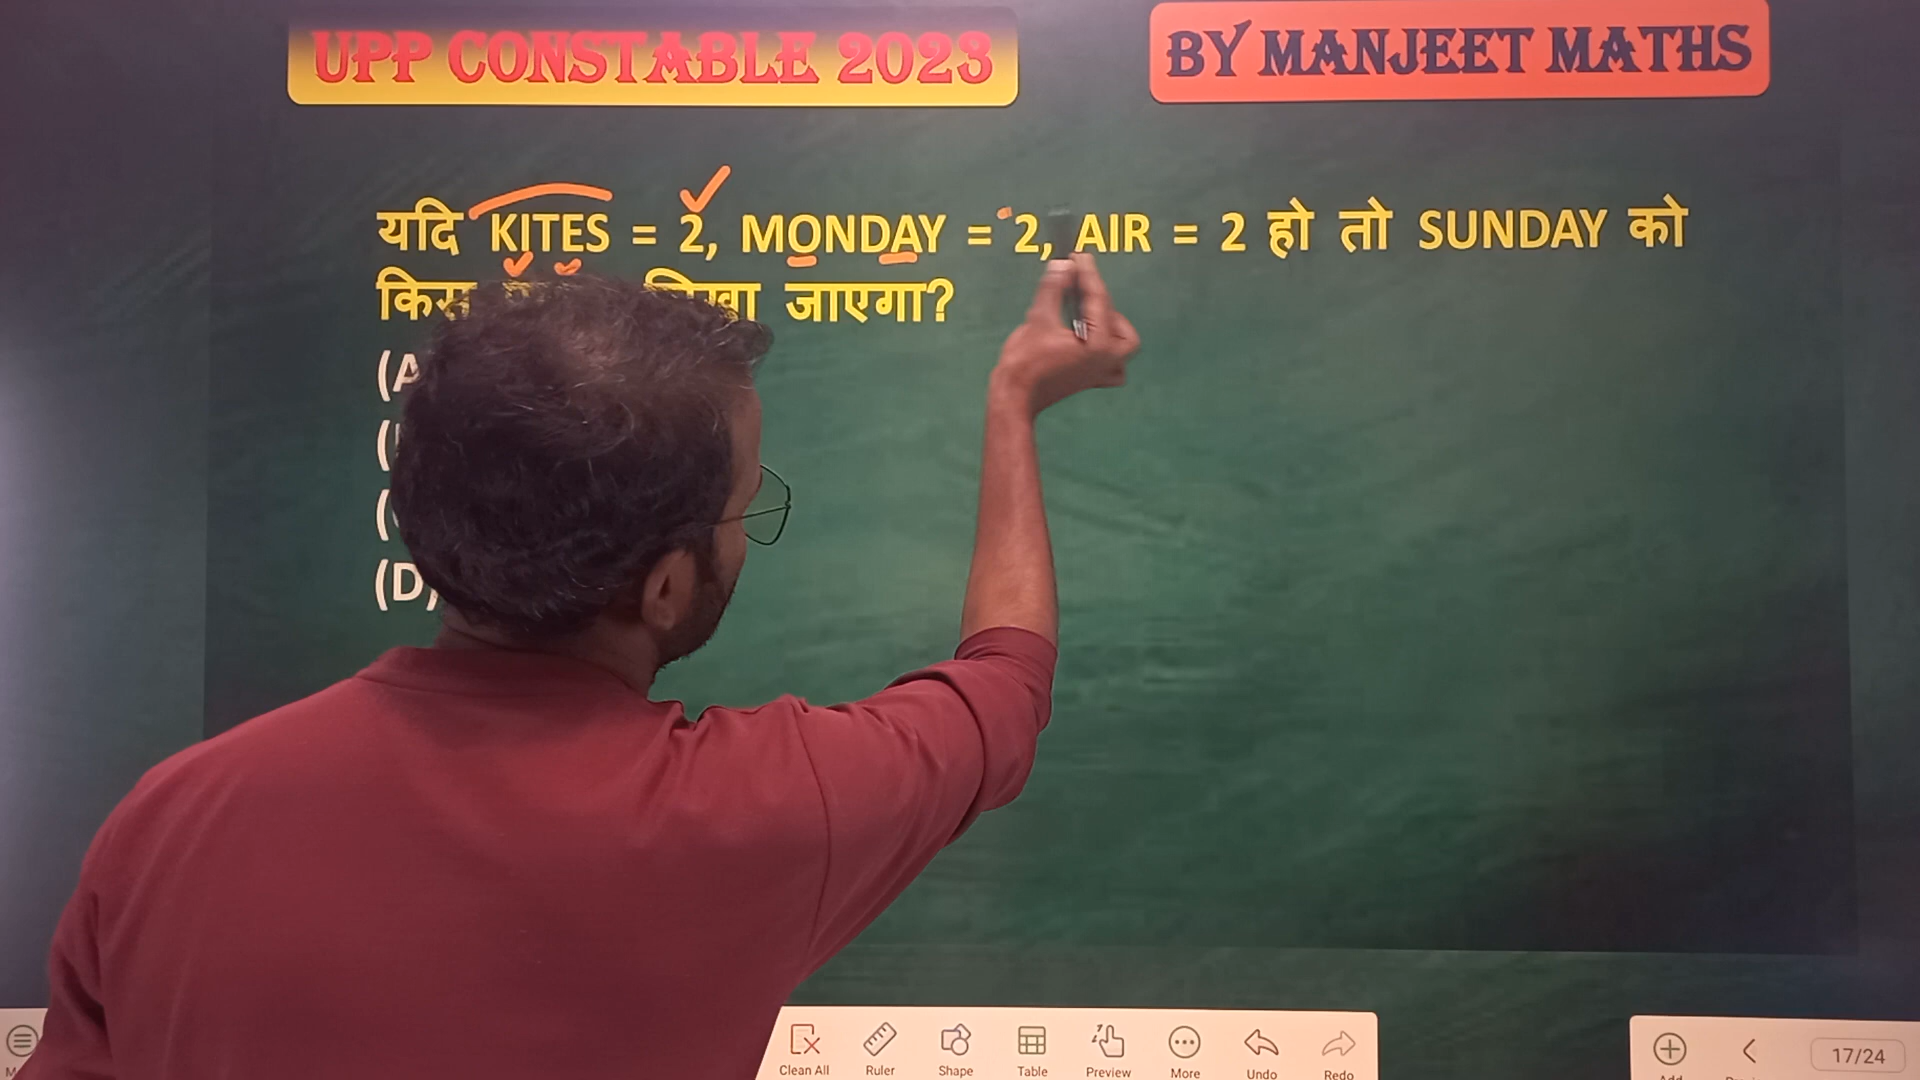 UPP CONSTABLE 2023
BY MANJEET MATHS
यदि KITES = 2, MONDAY = 2, AIR = 2 हो तो SUNDAY को
किस जाएगा?
(D)
Clean All
Ruler
Shape
Table
Preview
More
Undo
Redo
17/24